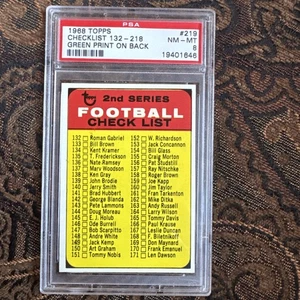 PSA
1968 TOPPS #219
CHECKLIST 132-218 NM-MT
GREEN PRINT ON BACK 8
19401646
2nd SERIES
FOOTBALL
CHECK LIST
132 Roman Gabriel
133 Bill Brown
134 Kent Kramer
135 T. Frederickson
136 Nate Ramsey
137 Marv Woodson
138 Ken Gray
139 John Brodie
140 Jerry Smith
141 Brad Hubbert
142 George Blanda
143 Pete Lammons
144 Doug Moreau
145 E. J. Holub
146 Ode Burrell
147 Bob Scarpitto
148 Andre White
149 Jack Kemp
150 Art Graham
151 Tommy Nobis
152 W. Richardson
153 Jack Concannon
154 Bill Glass
155 Craig Morton
156 Pat Studstill
157 Ray Nitschke
158 Roger Brown
159 Joe Kapp
160 Jim Taylor
161 Fran Tarkenton
162 Mike Ditka
163 Andy Russell
164 Larry Wilson
165 Tommy Davis
166 Paul Krause
167 Leslie Duncan
168 F. Biletnikoff
169 Don Maynard
170 Frank Emanuel
171 Len Dawson